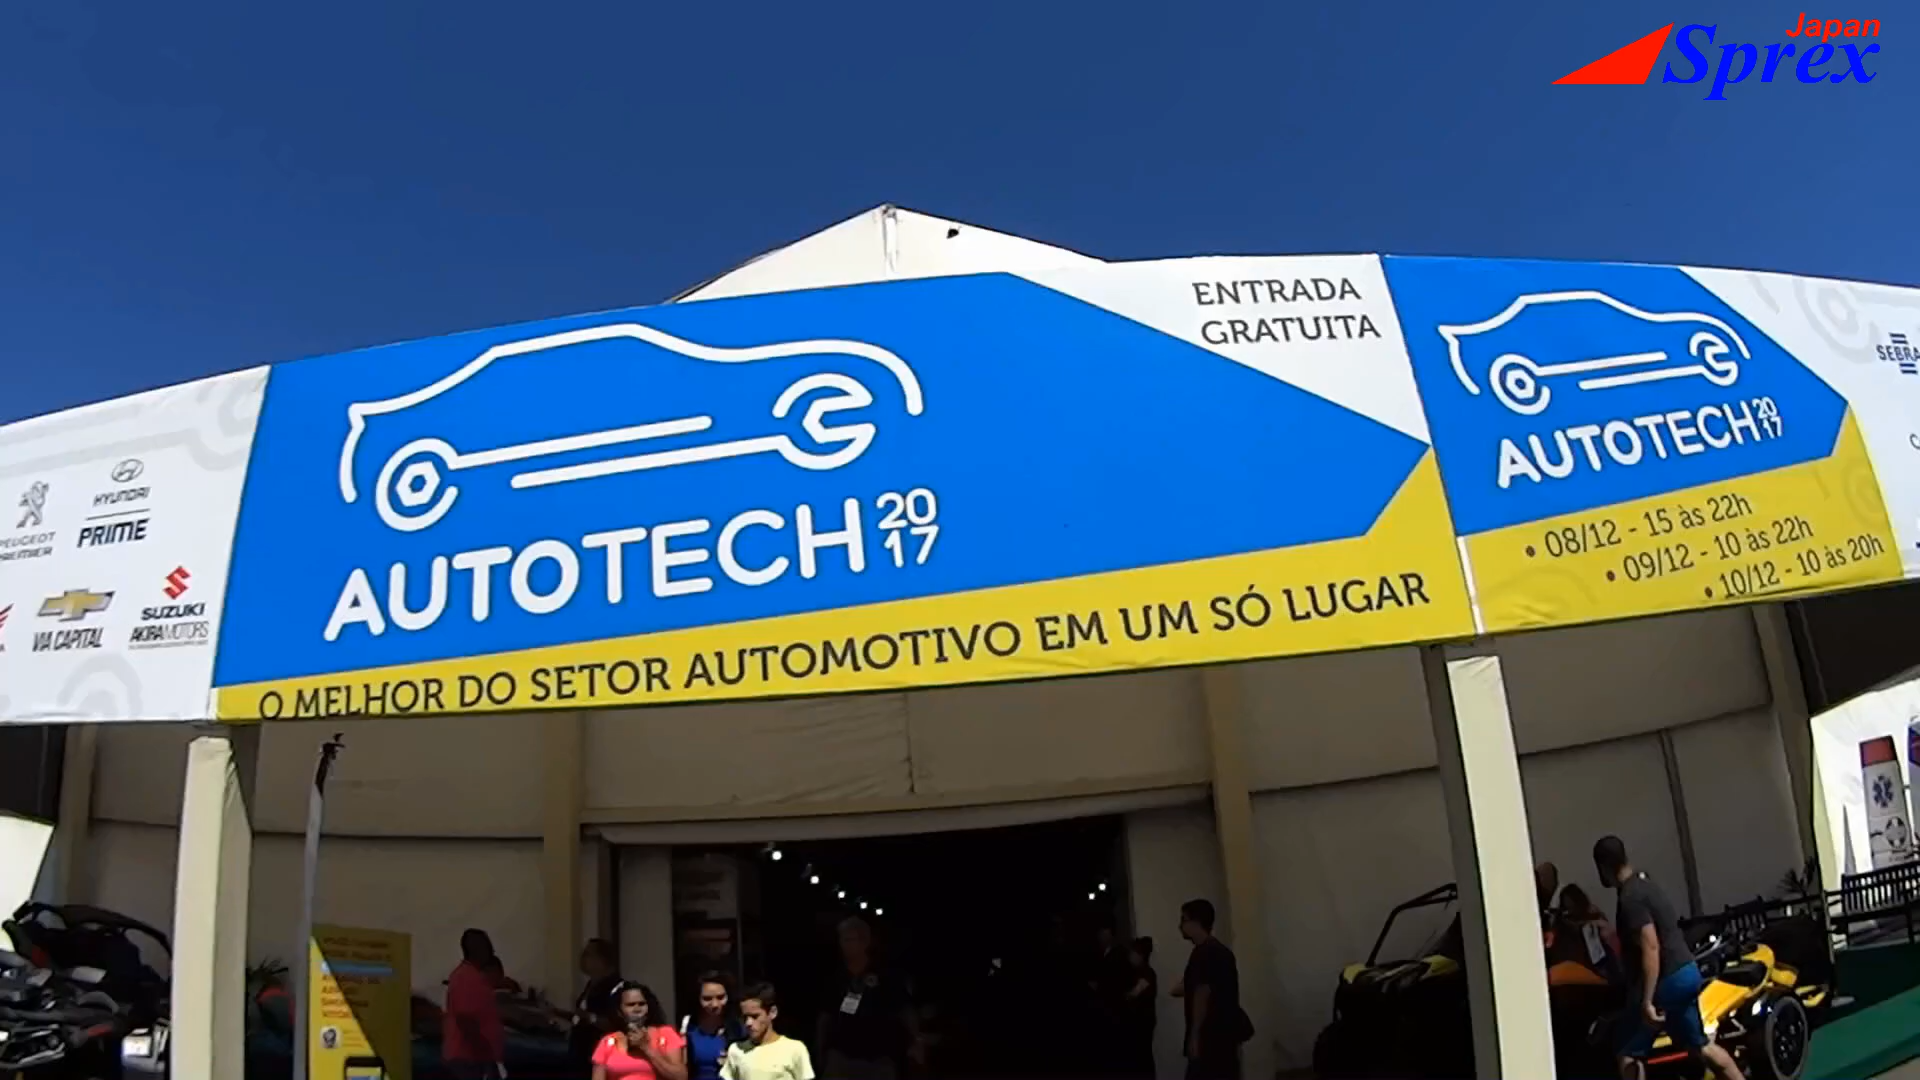 Japan
Sprex
ENTRADA
GRATUITA
AUTOTECH 2017
O MELHOR DO SETOR AUTOMOTIVO EM UM SÓ LUGAR
AUTOTECH 2017
• 08/12 - 15 às 22h
• 09/12 - 10 às 22h
• 10/12 - 10 às 20h
PEUGEOT
PREMIER
HYUNDAI
PRIME
VIA CAPITAL
SUZUKI
AKIRA MOTORS